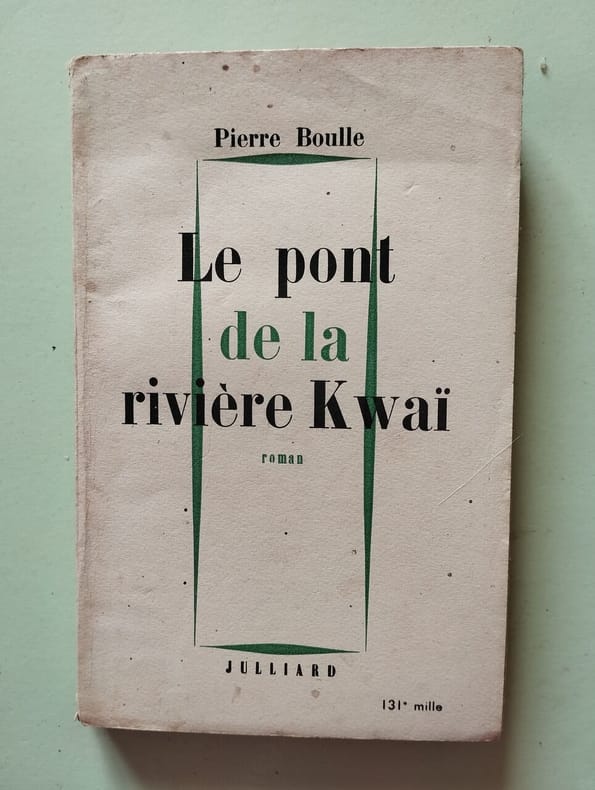 Pierre Boulle
Le pont
de la
rivière Kwaï
roman
JULLIARD
131e mille